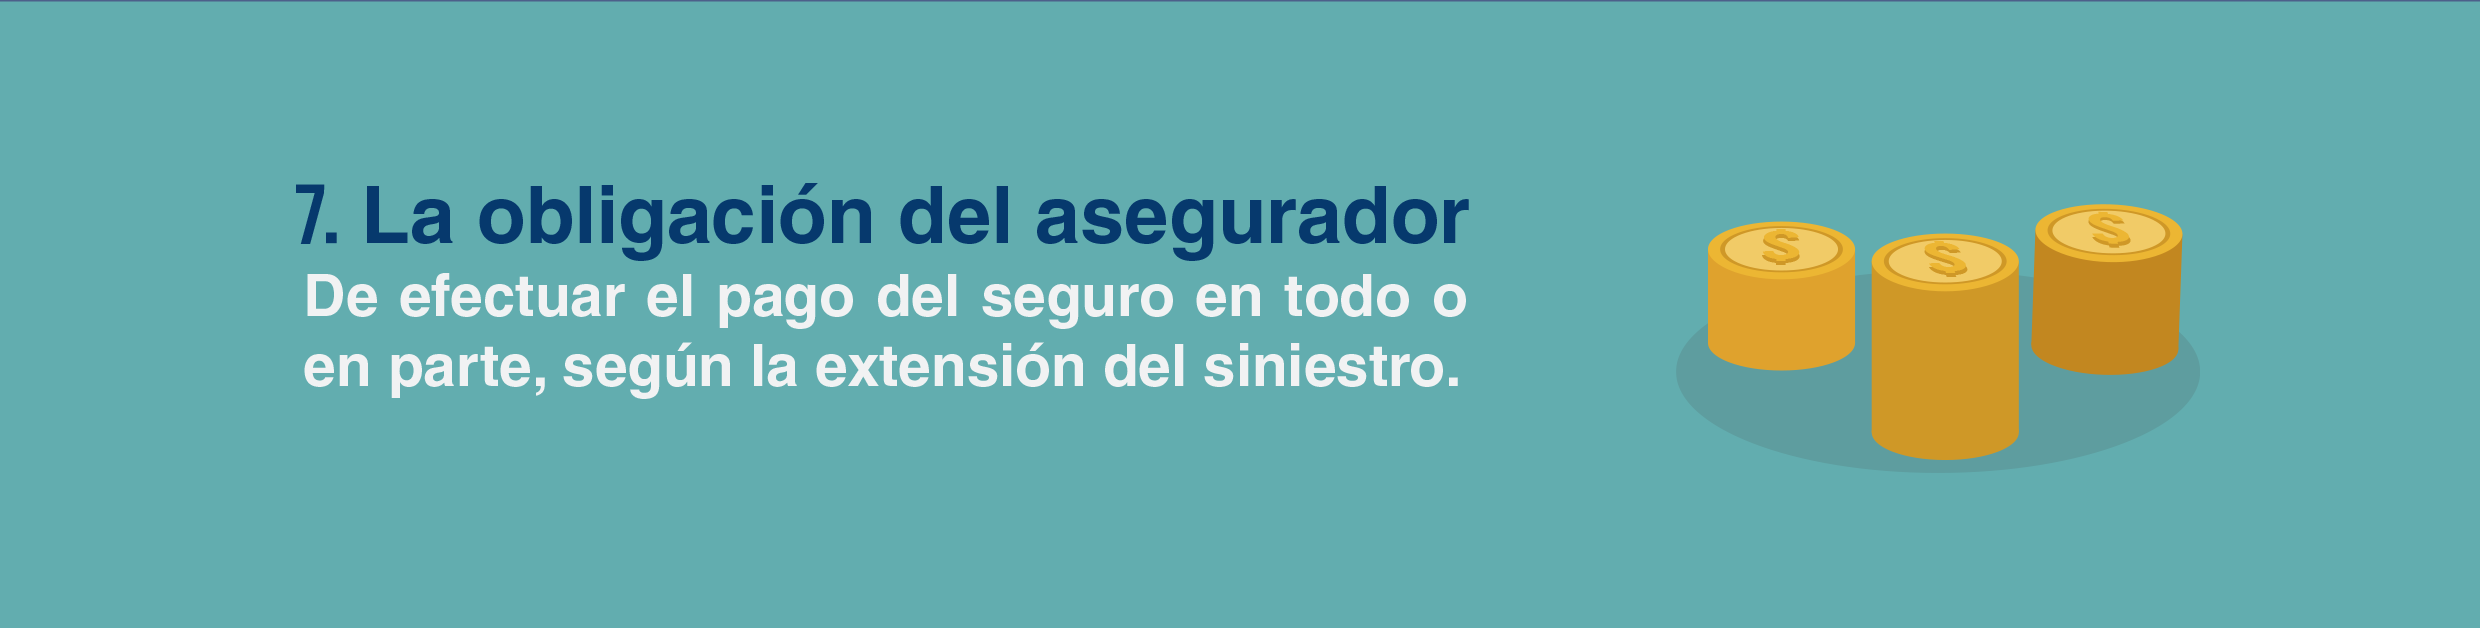 7. La obligación del asegurador
De efectuar el pago del seguro en todo o
en parte, según la extensión del siniestro.
$ $ $